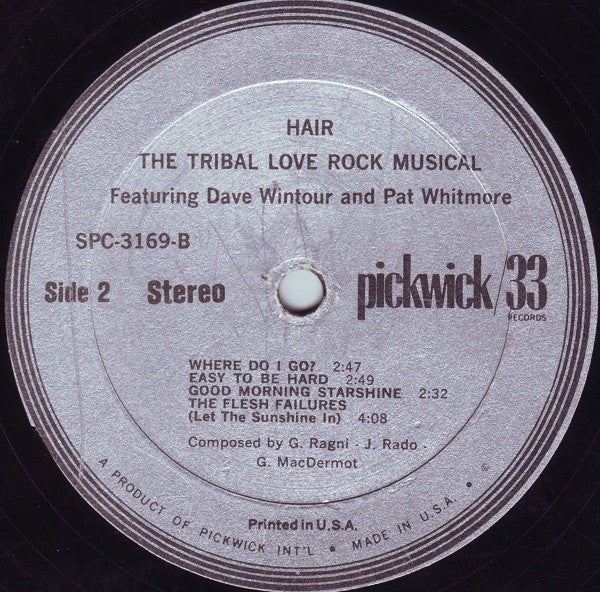 HAIR
THE TRIBAL LOVE ROCK MUSICAL
Featuring Dave Wintour and Pat Whitmore
SPC-3169-B
Side 2 Stereo
pickwick/33
RECORDS
WHERE DO I GO? 2:47
EASY TO BE HARD 2:49
GOOD MORNING STARSHINE 2:32
THE FLESH FAILURES
(Let The Sunshine In) 4:08
Composed by G. Ragni · J. Rado ·
G. MacDermot
Printed in U.S.A.
A PRODUCT OF PICKWICK INT'L • MADE IN U.S.A. • ©